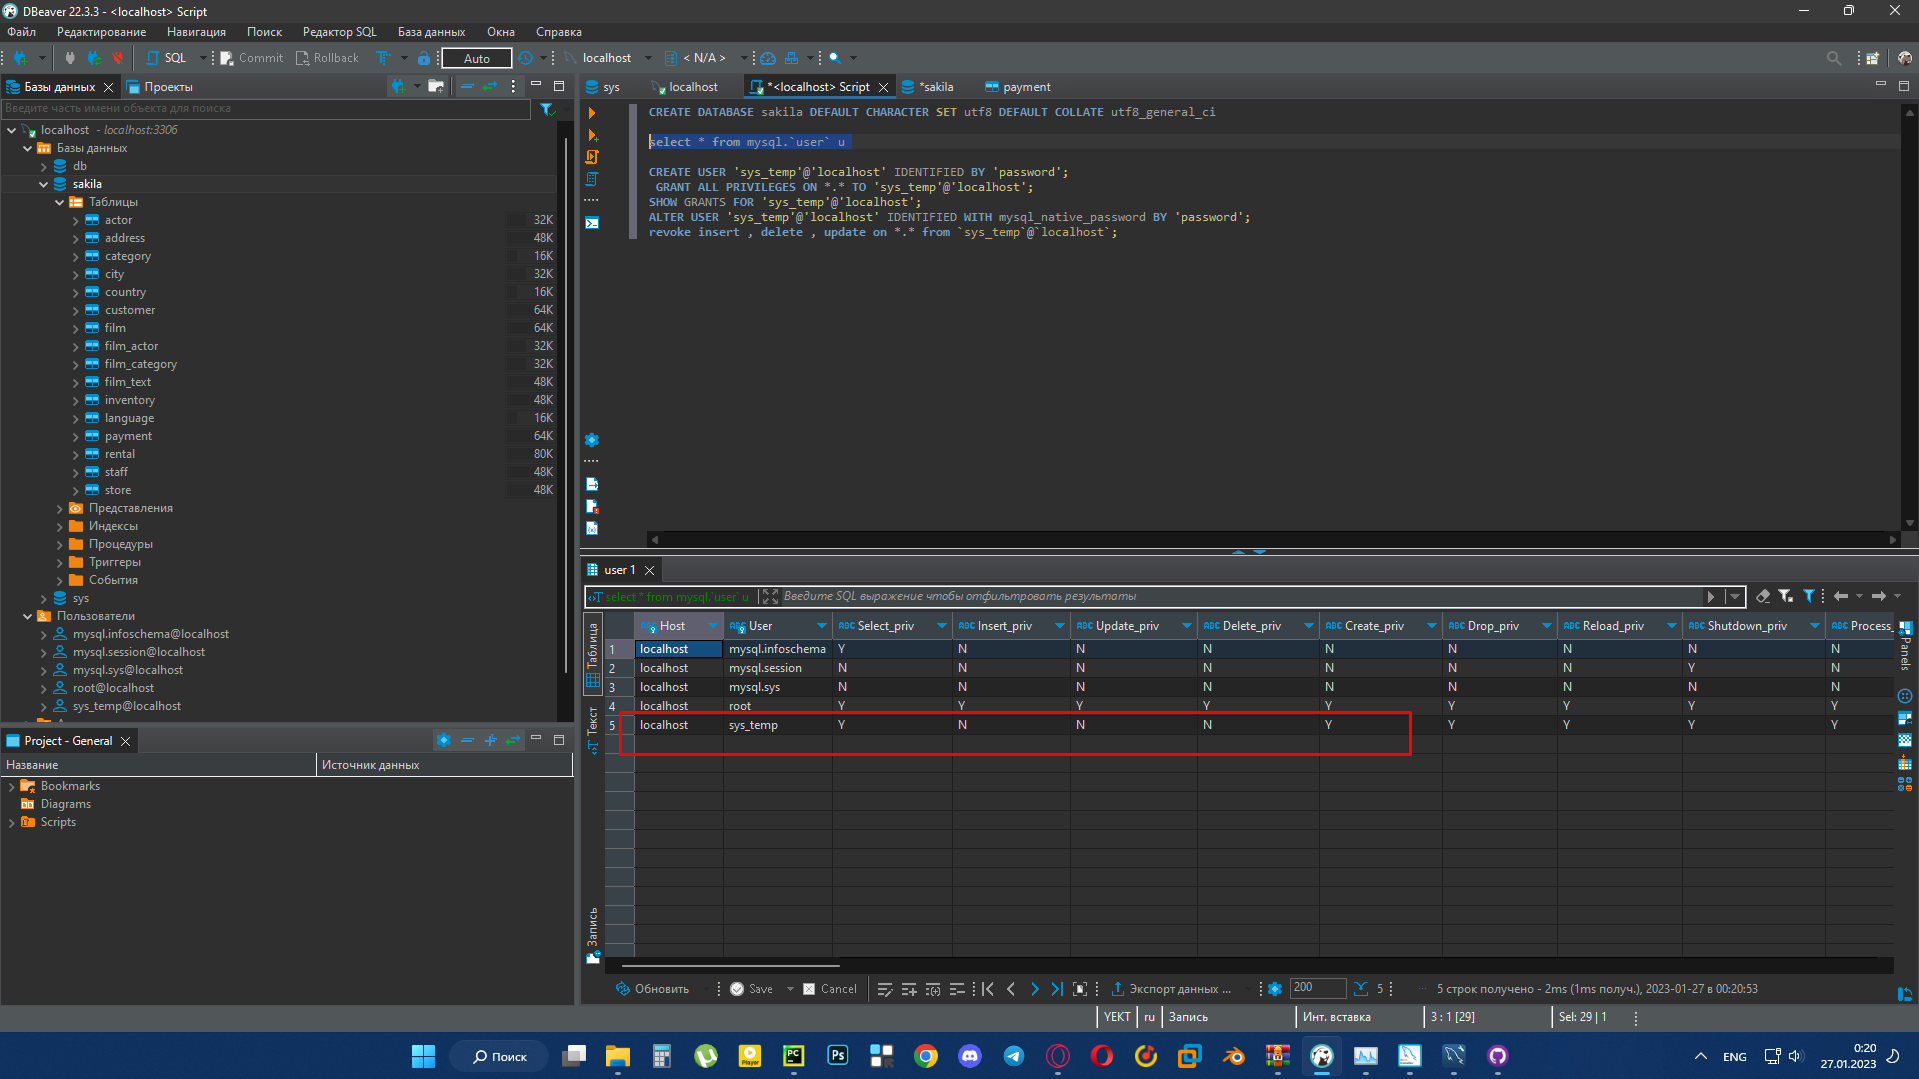 DBeaver 22.3.3 - <localhost> Script
Файл Редактирование Навигация Поиск Редактор SQL База данных Окна Справка
SQL Commit Rollback Auto localhost < N/A >
Базы данных Проекты
Введите часть имени объекта для поиска
localhost - localhost:3306
Базы данных
db
sakila
Таблицы
actor 32K
address 48K
category 16K
city 32K
country 16K
customer 64K
film 64K
film_actor 32K
film_category 32K
film_text 48K
inventory 48K
language 16K
payment 64K
rental 80K
staff 48K
store 48K
Представления
Индексы
Процедуры
Триггеры
События
sys
Пользователи
mysql.infoschema@localhost
mysql.session@localhost
mysql.sys@localhost
root@localhost
sys_temp@localhost
Project - General
Название Источник данных
Bookmarks
Diagrams
Scripts
sys localhost *<localhost> Script *sakila payment
CREATE DATABASE sakila DEFAULT CHARACTER SET utf8 DEFAULT COLLATE utf8_general_ci
select * from mysql.`user` u
CREATE USER 'sys_temp'@'localhost' IDENTIFIED BY 'password';
GRANT ALL PRIVILEGES ON *.* TO 'sys_temp'@'localhost';
SHOW GRANTS FOR 'sys_temp'@'localhost';
ALTER USER 'sys_temp'@'localhost' IDENTIFIED WITH mysql_native_password BY 'password';
revoke insert , delete , update on *.* from `sys_temp`@`localhost`;
user 1
select * from mysql.`user` u Введите SQL выражение чтобы отфильтровать результаты
Таблица
Текст
Запись
Panels
Host User Select_priv Insert_priv Update_priv Delete_priv Create_priv Drop_priv Reload_priv Shutdown_priv Process_
1 localhost mysql.infoschema Y N N N N N N N N
2 localhost mysql.session N N N N N N N Y N
3 localhost mysql.sys N N N N N N N N N
4 localhost root Y Y Y Y Y Y Y Y Y
5 localhost sys_temp Y N N N Y Y Y Y Y
Обновить Save Cancel Экспорт данных ... 200 5 5 строк получено - 2ms (1ms получ.), 2023-01-27 в 00:20:53
YEKT ru Запись Инт. вставка 3 : 1 [29] Sel: 29 | 1
Поиск ENG 0:20
27.01.2023